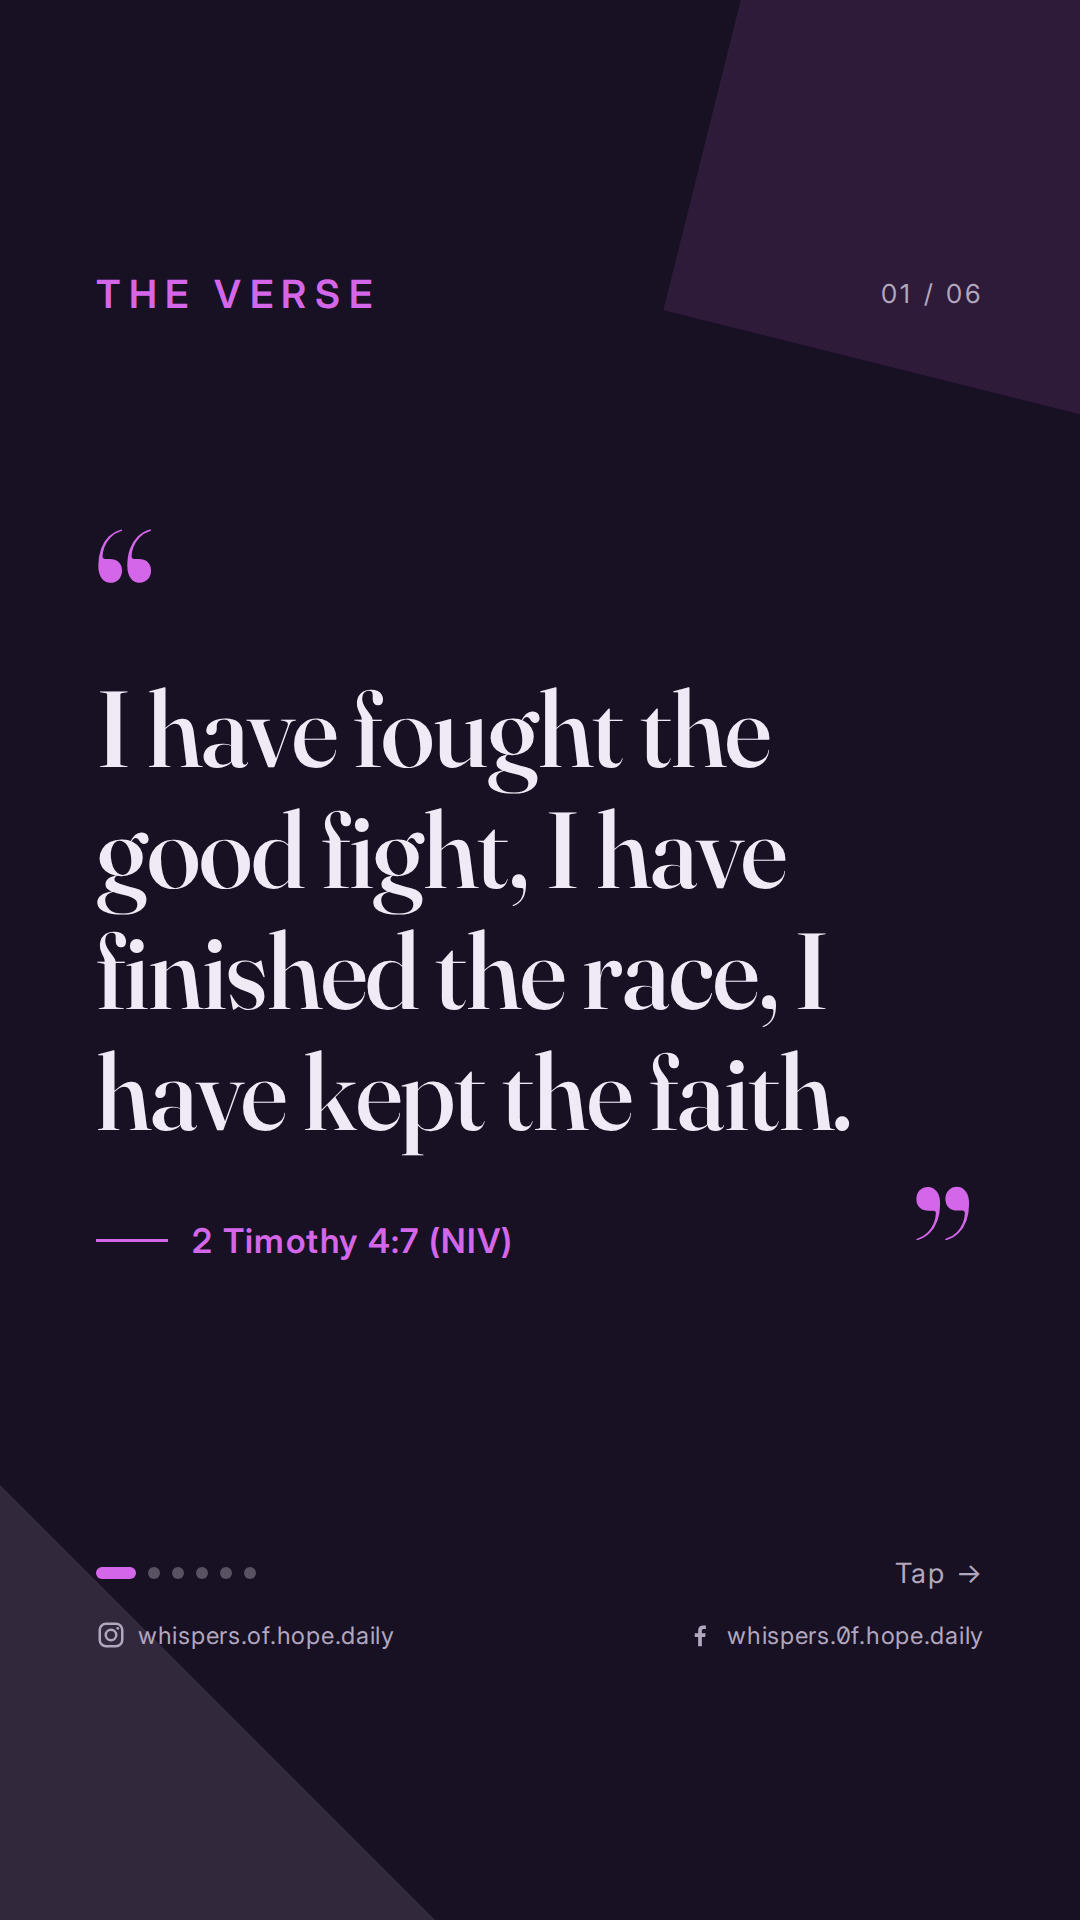 THE VERSE
01 / 06
“
I have fought the
good fight, I have
finished the race, I
have kept the faith.
”
2 Timothy 4:7 (NIV)
Tap →
whispers.of.hope.daily
whispers.0f.hope.daily